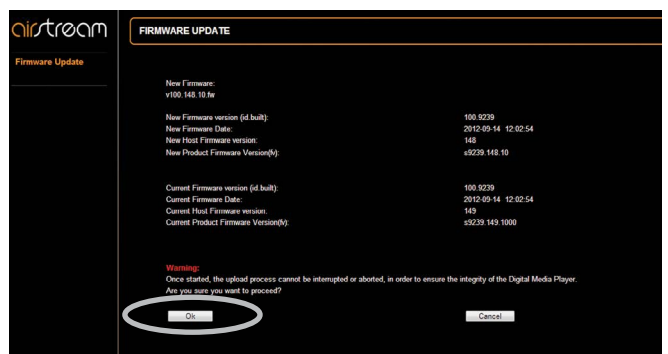 airstream
FIRMWARE UPDATE
Firmware Update
New Firmware:
v100.148.10.fw
New Firmware version (id.built): 100.9239
New Firmware Date: 2012-09-14 12:02:54
New Host Firmware version: 148
New Product Firmware Version(fv): s9239.148.10
Current Firmware version (id.built): 100.9239
Current Firmware Date: 2012-09-14 12:02:54
Current Host Firmware version: 149
Current Product Firmware Version(fv): s9239.149.1000
Warning:
Once started, the upload process cannot be interrupted or aborted, in order to ensure the integrity of the Digital Media Player.
Are you sure you want to proceed?
Ok Cancel